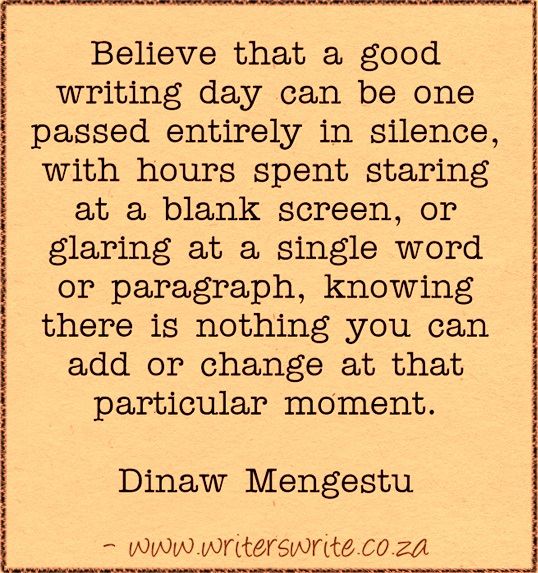 Believe that a good
writing day can be one
passed entirely in silence,
with hours spent staring
at a blank screen, or
glaring at a single word
or paragraph, knowing
there is nothing you can
add or change at that
particular moment.
Dinaw Mengestu
- www.writerswrite.co.za